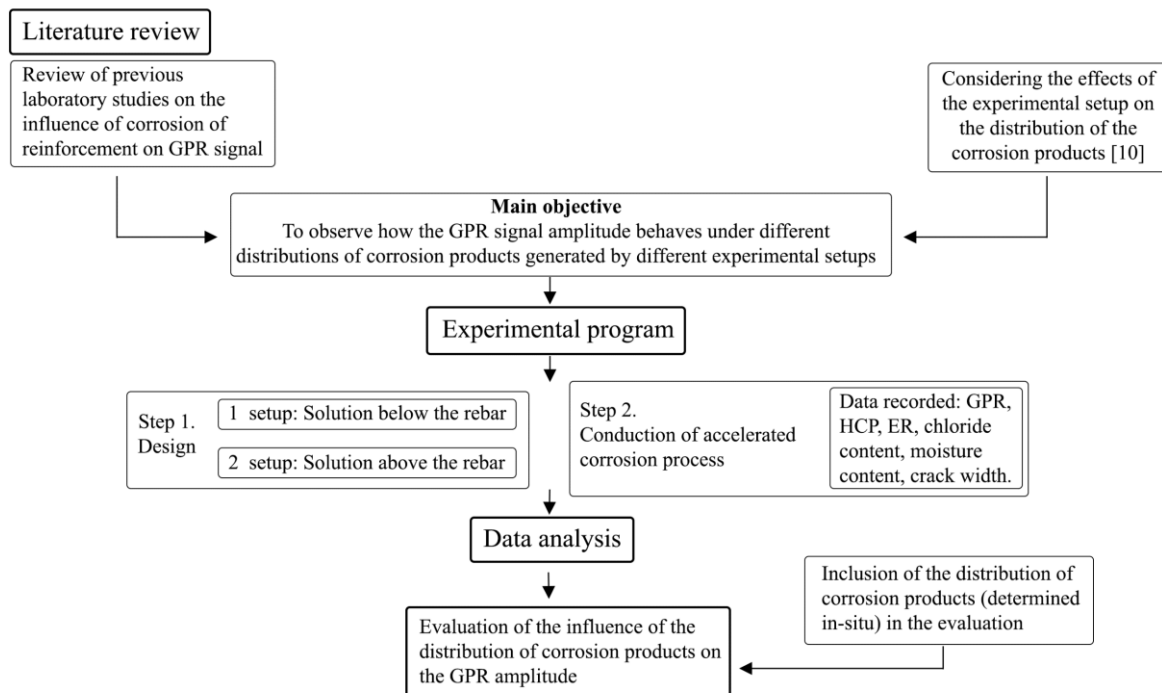 Literature review
Review of previous
laboratory studies on the
influence of corrosion of
reinforcement on GPR signal
Considering the effects of
the experimental setup on
the distribution of the
corrosion products [10]
Main objective
To observe how the GPR signal amplitude behaves under different
distributions of corrosion products generated by different experimental setups
Experimental program
Step 1.
Design
1 setup: Solution below the rebar
2 setup: Solution above the rebar
Step 2.
Conduction of accelerated
corrosion process
Data recorded: GPR,
HCP, ER, chloride
content, moisture
content, crack width.
Data analysis
Inclusion of the distribution of
corrosion products (determined
in-situ) in the evaluation
Evaluation of the influence of the
distribution of corrosion products on
the GPR amplitude